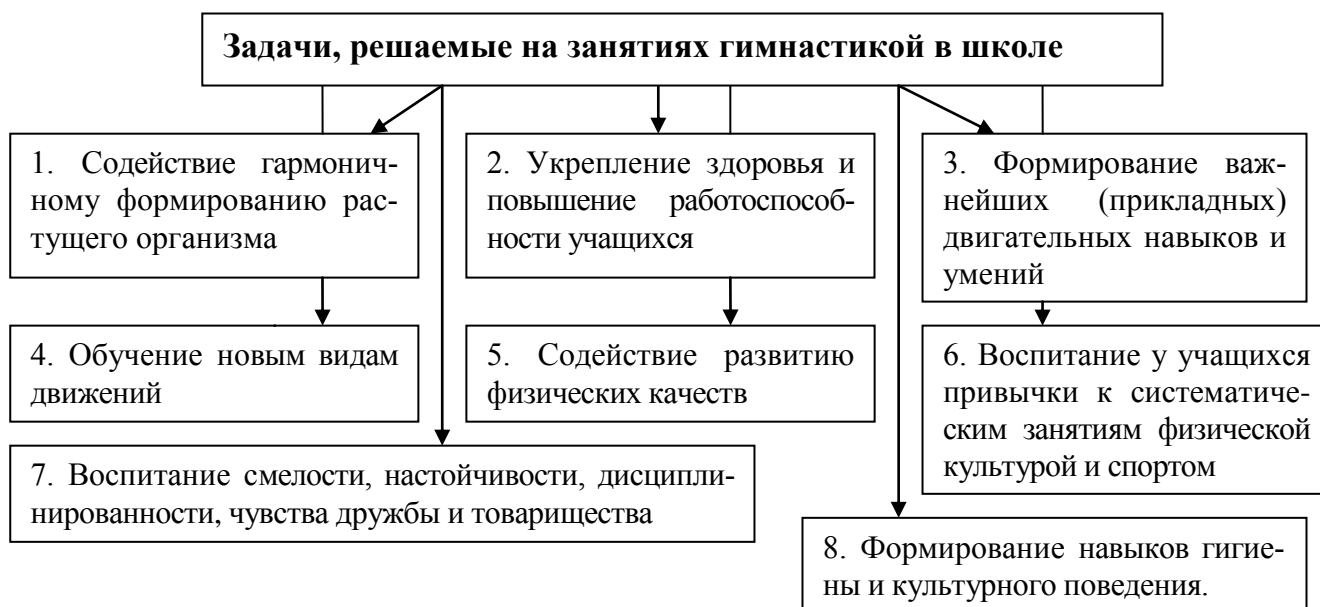 Задачи, решаемые на занятиях гимнастикой в школе
1. Содействие гармонич-
ному формированию рас-
тущего организма
2. Укрепление здоровья и
повышение работоспособ-
ности учащихся
3. Формирование важ-
нейших (прикладных)
двигательных навыков и
умений
4. Обучение новым видам
движений
5. Содействие развитию
физических качеств
6. Воспитание у учащихся
привычки к систематиче-
ским занятиям физической
культурой и спортом
7. Воспитание смелости, настойчивости, дисципли-
нированности, чувства дружбы и товарищества
8. Формирование навыков гигие-
ны и культурного поведения.